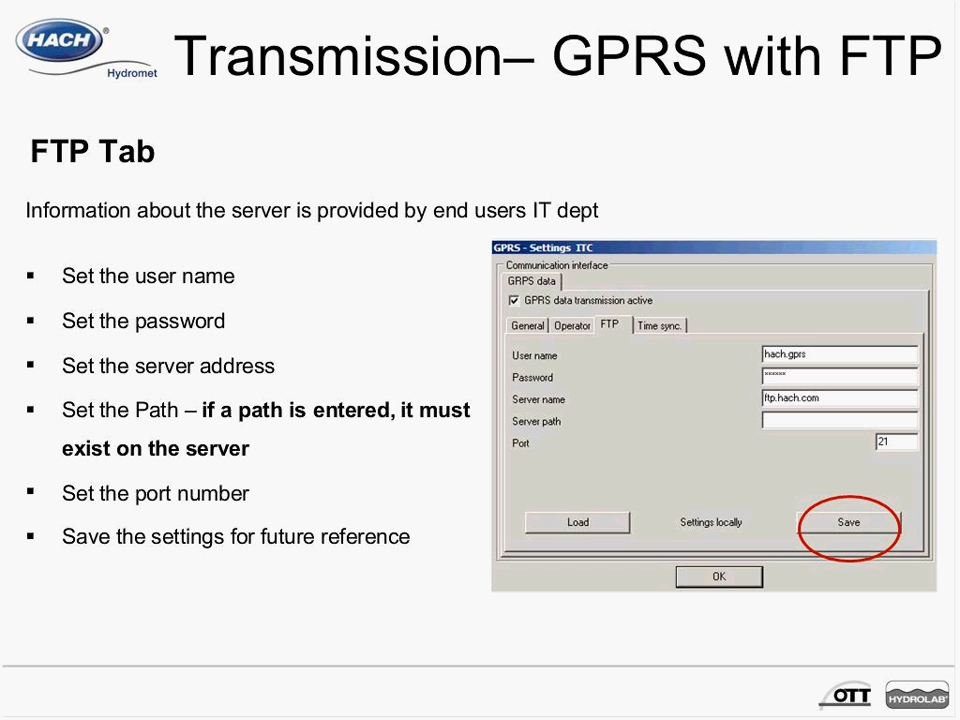 HACH®
Hydromet
Transmission– GPRS with FTP
FTP Tab
Information about the server is provided by end users IT dept
▪ Set the user name
▪ Set the password
▪ Set the server address
▪ Set the Path – if a path is entered, it must
exist on the server
▪ Set the port number
▪ Save the settings for future reference
GPRS - Settings ITC
Communication interface
GRPS data
GPRS data transmission active
General Operator FTP Time sync.
User name hach.gprs
Password ******
Server name ftp.hach.com
Server path
Port 21
Load Settings locally Save
OK
OTT HYDROLAB